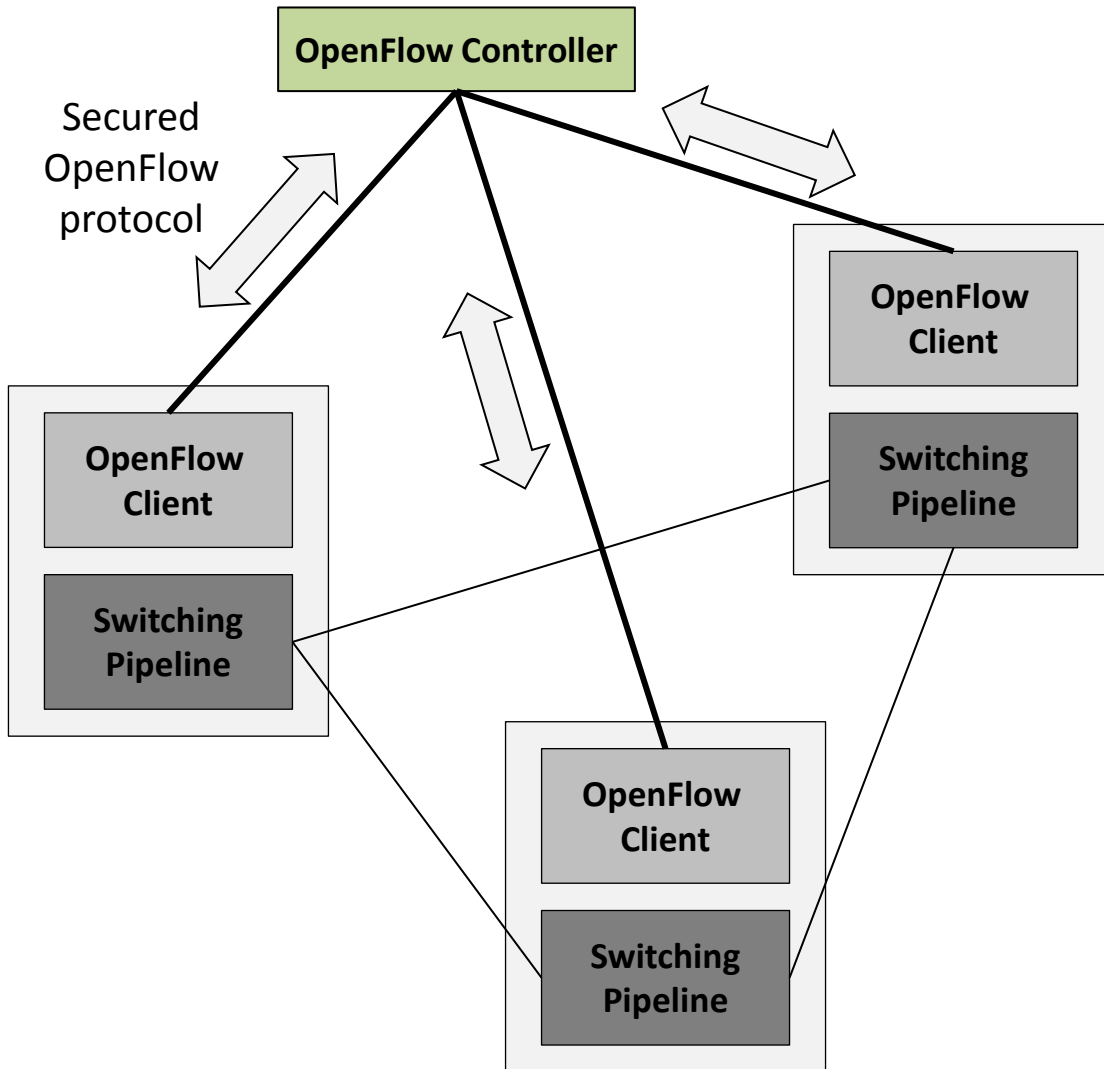 OpenFlow Controller
Secured
OpenFlow
protocol
OpenFlow
Client
Switching
Pipeline
OpenFlow
Client
Switching
Pipeline
OpenFlow
Client
Switching
Pipeline